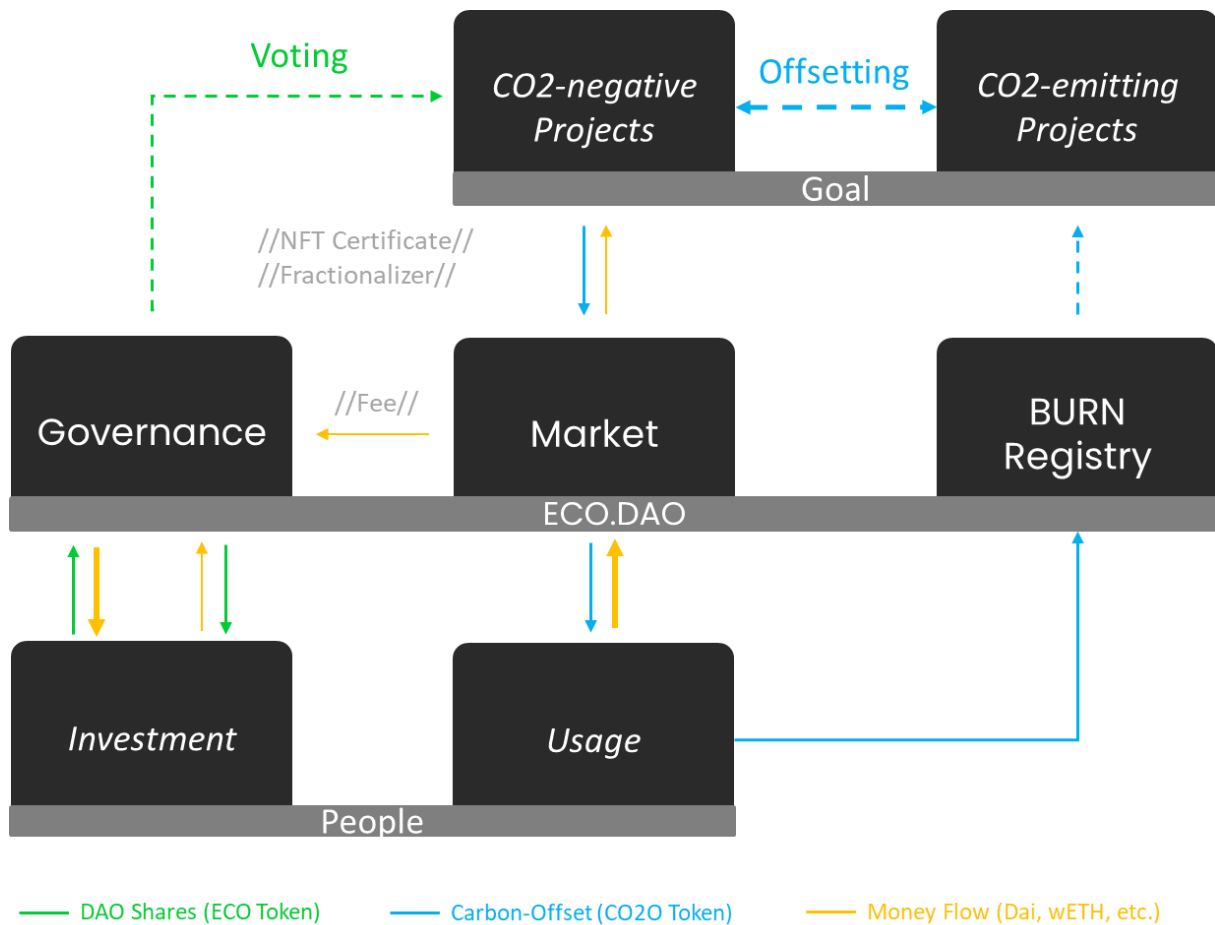 Voting
CO2-negative
Projects
Offsetting
CO2-emitting
Projects
Goal
//NFT Certificate//
//Fractionalizer//
Governance
//Fee//
Market
BURN
Registry
ECO.DAO
Investment
Usage
People
DAO Shares (ECO Token)
Carbon-Offset (CO2O Token)
Money Flow (Dai, wETH, etc.)